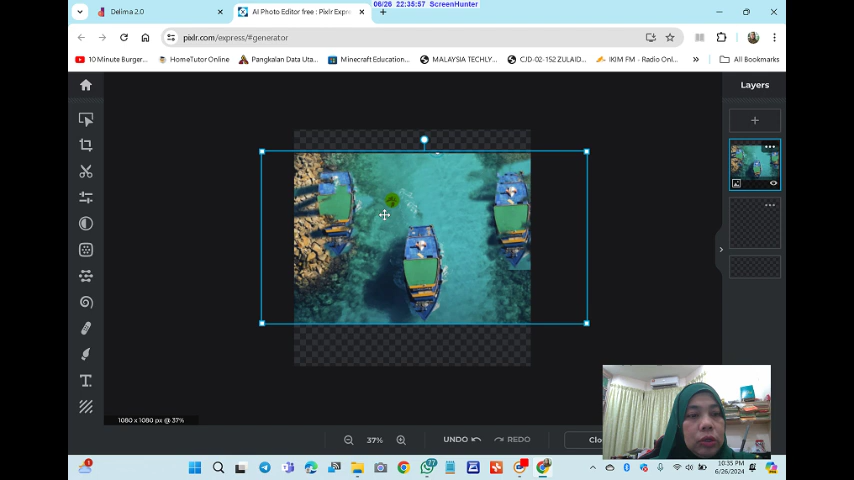 06/26 22:35:57 ScreenHunter
Delima 2.0
AI Photo Editor free : Pixlr Expr
pixlr.com/express/#generator
10 Minute Burger...
HomeTutor Online
Pangkalan Data Uta...
Minecraft Education...
MALAYSIA TECHLY...
CJD-02-152 ZULAID...
IKIM FM - Radio Onl...
All Bookmarks
Layers
1080 x 1080 px @ 37%
37%
UNDO
REDO
Clo
10:35 PM
6/26/2024